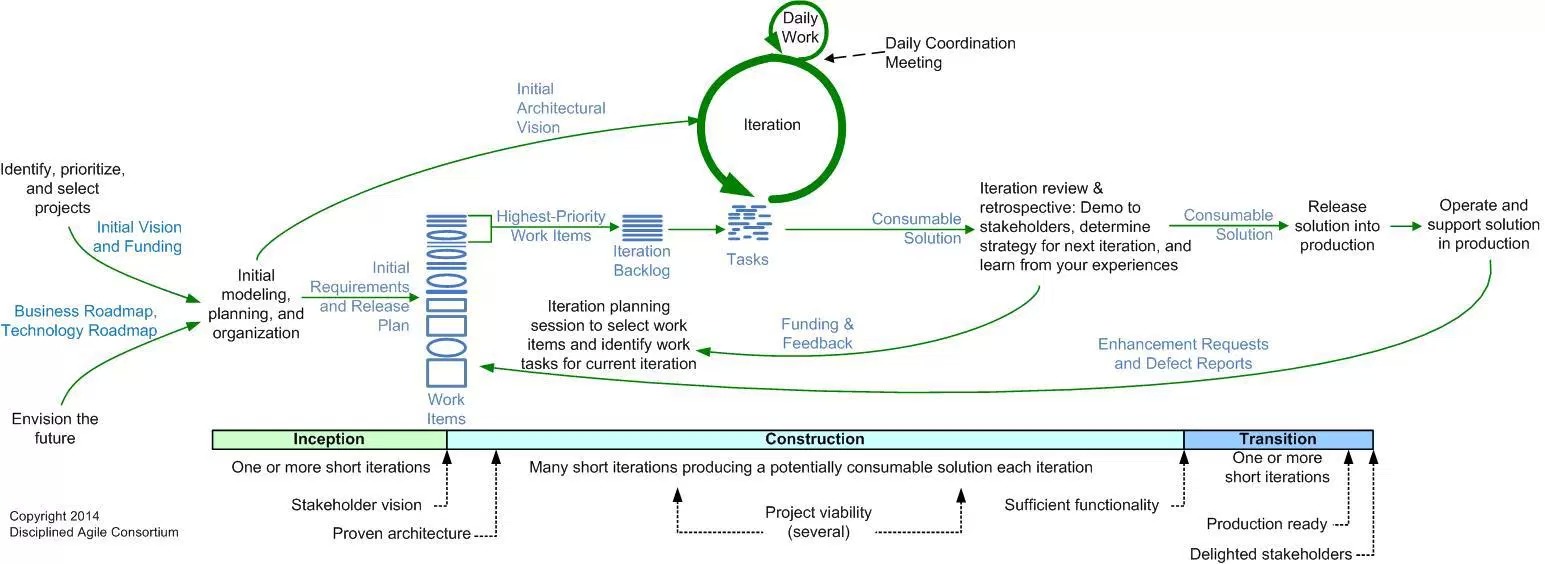 Daily
Work
Daily Coordination
Meeting
Initial
Architectural
Vision
Iteration
Identify, prioritize,
and select
projects
Initial Vision
and Funding
Business Roadmap,
Technology Roadmap
Envision the
future
Initial
modeling,
planning, and
organization
Initial
Requirements
and Release
Plan
Work
Items
Highest-Priority
Work Items
Iteration
Backlog
Tasks
Consumable
Solution
Iteration review &
retrospective: Demo to
stakeholders, determine
strategy for next iteration, and
learn from your experiences
Consumable
Solution
Release
solution into
production
Operate and
support solution
in production
Iteration planning
session to select work
items and identify work
tasks for current iteration
Funding &
Feedback
Enhancement Requests
and Defect Reports
Inception
Construction
Transition
One or more short iterations
Many short iterations producing a potentially consumable solution each iteration
One or more
short iterations
Stakeholder vision
Proven architecture
Project viability
(several)
Sufficient functionality
Production ready
Delighted stakeholders
Copyright 2014
Disciplined Agile Consortium